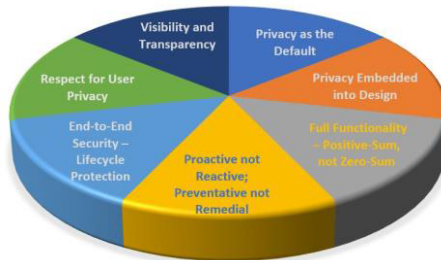 Visibility and
Transparency
Privacy as the
Default
Respect for User
Privacy
Privacy Embedded
into Design
End-to-End
Security –
Lifecycle
Protection
Full Functionality
– Positive-Sum,
not Zero-Sum
Proactive not
Reactive;
Preventative not
Remedial